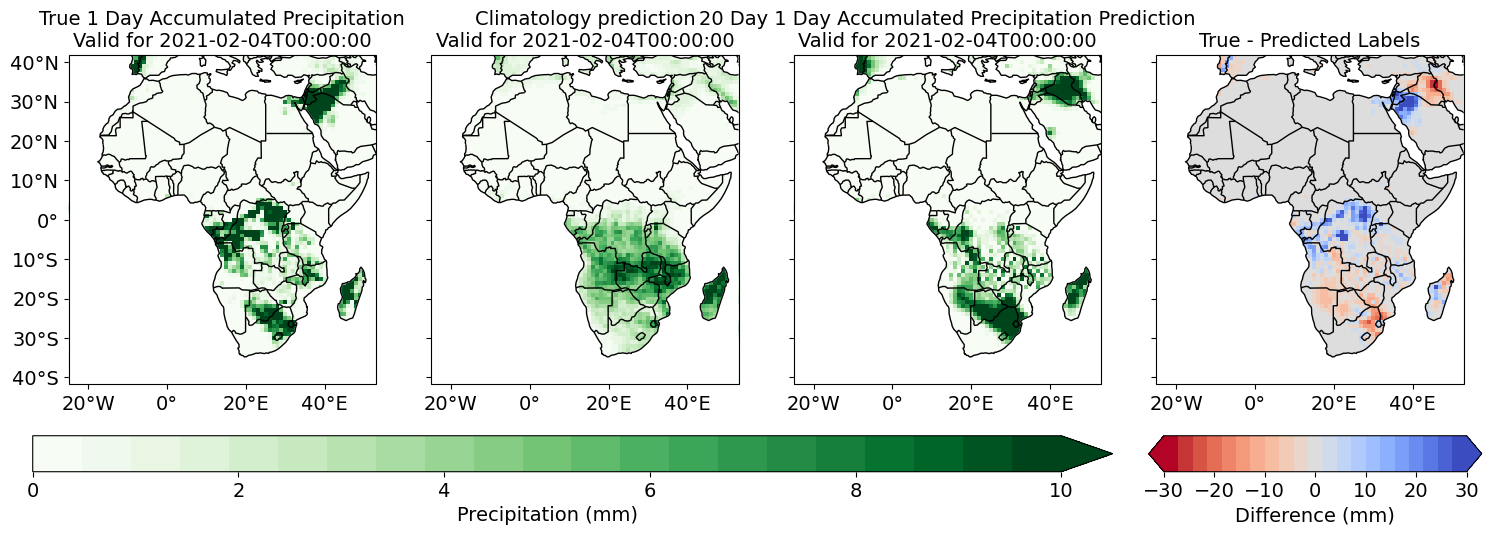 True 1 Day Accumulated Precipitation
Valid for 2021-02-04T00:00:00
Climatology prediction
Valid for 2021-02-04T00:00:00
20 Day 1 Day Accumulated Precipitation Prediction
Valid for 2021-02-04T00:00:00
True - Predicted Labels
40°N
30°N
20°N
10°N
0°
10°S
20°S
30°S
40°S
20°W 0° 20°E 40°E
20°W 0° 20°E 40°E
20°W 0° 20°E 40°E
20°W 0° 20°E 40°E
0 2 4 6 8 10
Precipitation (mm)
−30 −20 −10 0 10 20 30
Difference (mm)